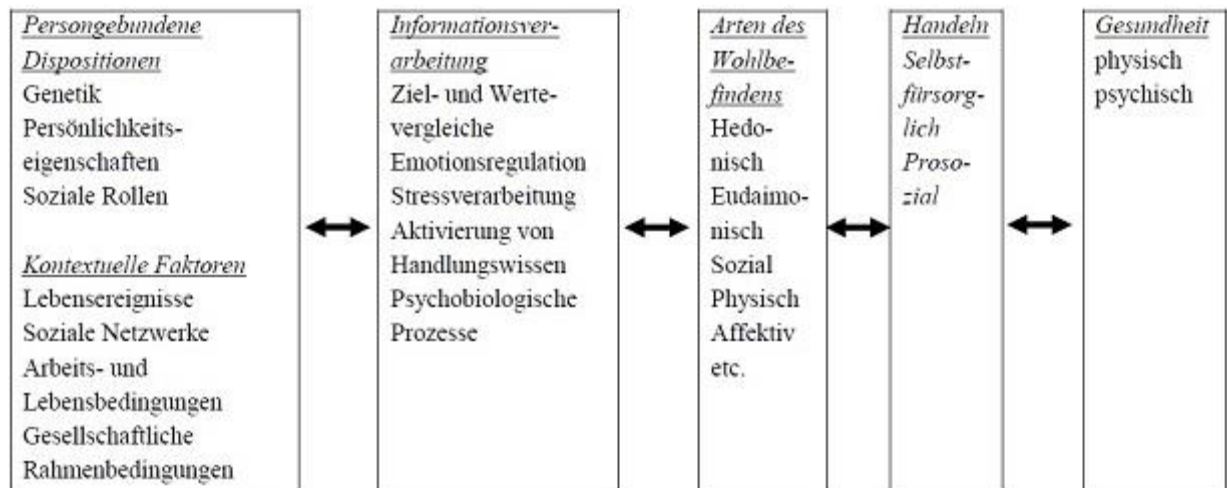 Persongebundene
Dispositionen
Genetik
Persönlichkeits-
eigenschaften
Soziale Rollen
Kontextuelle Faktoren
Lebensereignisse
Soziale Netzwerke
Arbeits- und
Lebensbedingungen
Gesellschaftliche
Rahmenbedingungen
Informationsver-
arbeitung
Ziel- und Werte-
vergleiche
Emotionsregulation
Stressverarbeitung
Aktivierung von
Handlungswissen
Psychobiologische
Prozesse
Arten des
Wohlbe-
findens
Hedo-
nisch
Eudaimo-
nisch
Sozial
Physisch
Affektiv
etc.
Handeln
Selbst-
fürsorg-
lich
Proso-
zial
Gesundheit
physisch
psychisch